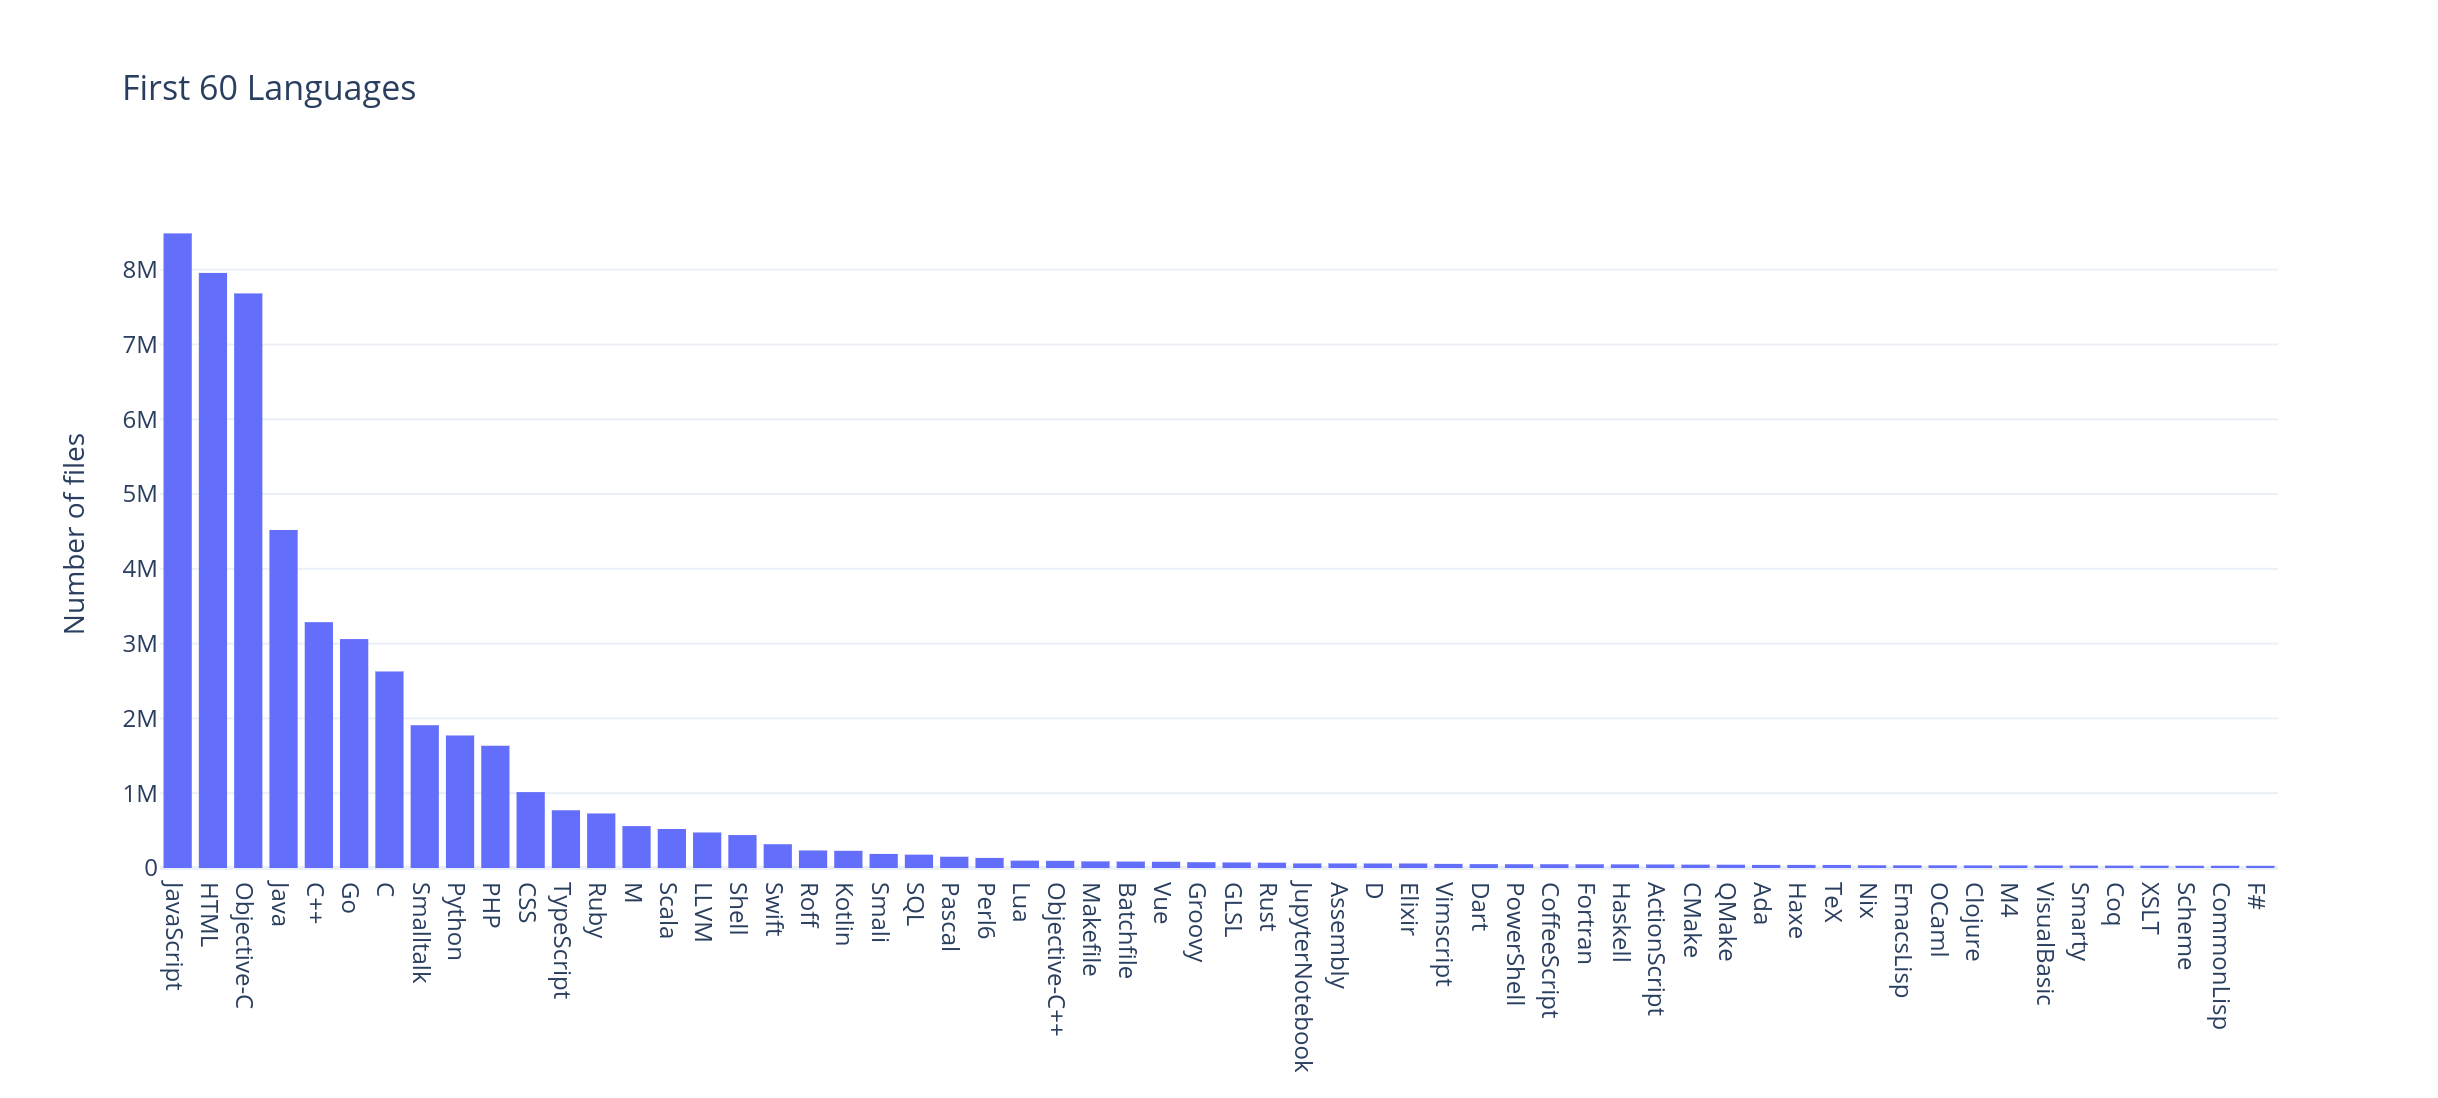 First 60 Languages
Number of files
8M
7M
6M
5M
4M
3M
2M
1M
0
JavaScript
HTML
Objective-C
Java
C++
Go
C
Smalltalk
Python
PHP
CSS
TypeScript
Ruby
M
Scala
LLVM
Shell
Swift
Roff
Kotlin
Smali
SQL
Pascal
Perl6
Lua
Objective-C++
Makefile
Batchfile
Vue
Groovy
GLSL
Rust
JupyterNotebook
Assembly
D
Elixir
Vimscript
Dart
PowerShell
CoffeeScript
Fortran
Haskell
ActionScript
CMake
QMake
Ada
Haxe
TeX
Nix
EmacsLisp
OCaml
Clojure
M4
VisualBasic
Smarty
Coq
XSLT
Scheme
CommonLisp
F#